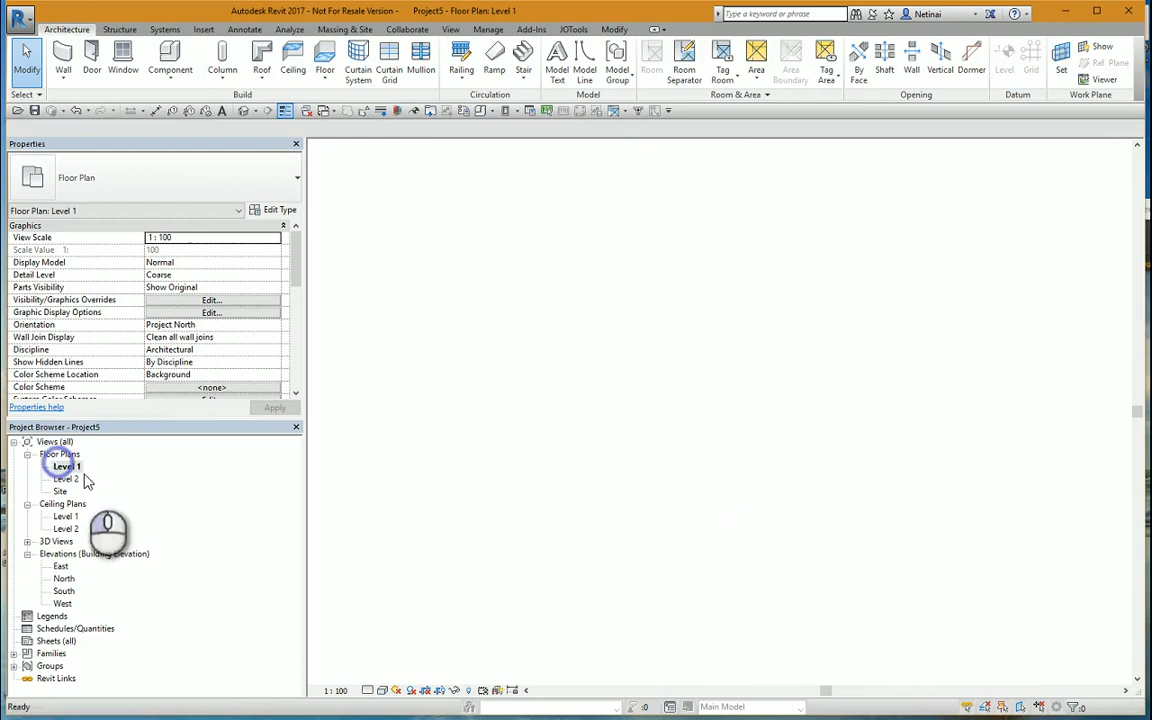 Autodesk Revit 2017 - Not For Resale Version - Project5 - Floor Plan: Level 1
Type a keyword or phrase
Netinai
Architecture Structure Systems Insert Annotate Analyze Massing & Site Collaborate View Manage Add-Ins JOTools Modify
Modify Wall Door Window Component Column Roof Ceiling Floor Curtain System Curtain Grid Mullion Railing Ramp Stair Model Text Model Line Model Group Room Room Separator Tag Room Area Area Boundary Tag Area By Face Shaft Wall Vertical Dormer Level Grid Set Show Ref Plane Viewer
Select Build Circulation Model Room & Area Opening Datum Work Plane
Properties
Floor Plan
Floor Plan: Level 1 Edit Type
Graphics
View Scale 1 : 100
Scale Value 1: 100
Display Model Normal
Detail Level Coarse
Parts Visibility Show Original
Visibility/Graphics Overrides Edit...
Graphic Display Options Edit...
Orientation Project North
Wall Join Display Clean all wall joins
Discipline Architectural
Show Hidden Lines By Discipline
Color Scheme Location Background
Color Scheme <none>
Properties help Apply
Project Browser - Project5
Views (all)
Floor Plans
Level 1
Level 2
Site
Ceiling Plans
Level 1
Level 2
3D Views
Elevations (Building Elevation)
East
North
South
West
Legends
Schedules/Quantities
Sheets (all)
Families
Groups
Revit Links
1 : 100
Ready :0 Main Model :0